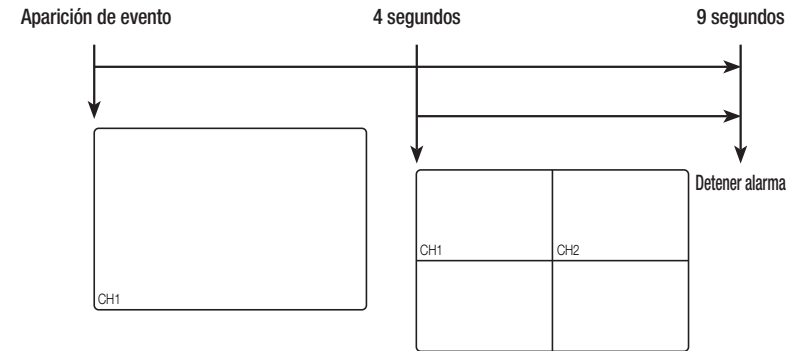 Aparición de evento
4 segundos
9 segundos
Detener alarma
CH1
CH2
CH1